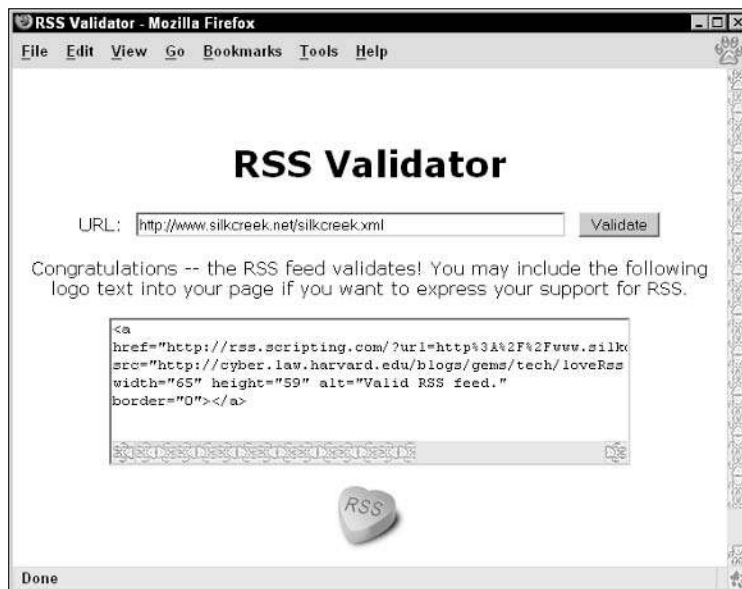 RSS Validator - Mozilla Firefox
File Edit View Go Bookmarks Tools Help
RSS Validator
URL: http://www.silkcreek.net/silkcreek.xml Validate
Congratulations -- the RSS feed validates! You may include the following
logo text into your page if you want to express your support for RSS.
<a
href="http://rss.scripting.com/?url=http%3A%2F%2Fwww.silkc
src="http://cyber.law.harvard.edu/blogs/gems/tech/loveRss
width="65" height="59" alt="Valid RSS feed."
border="0"></a>
RSS
Done